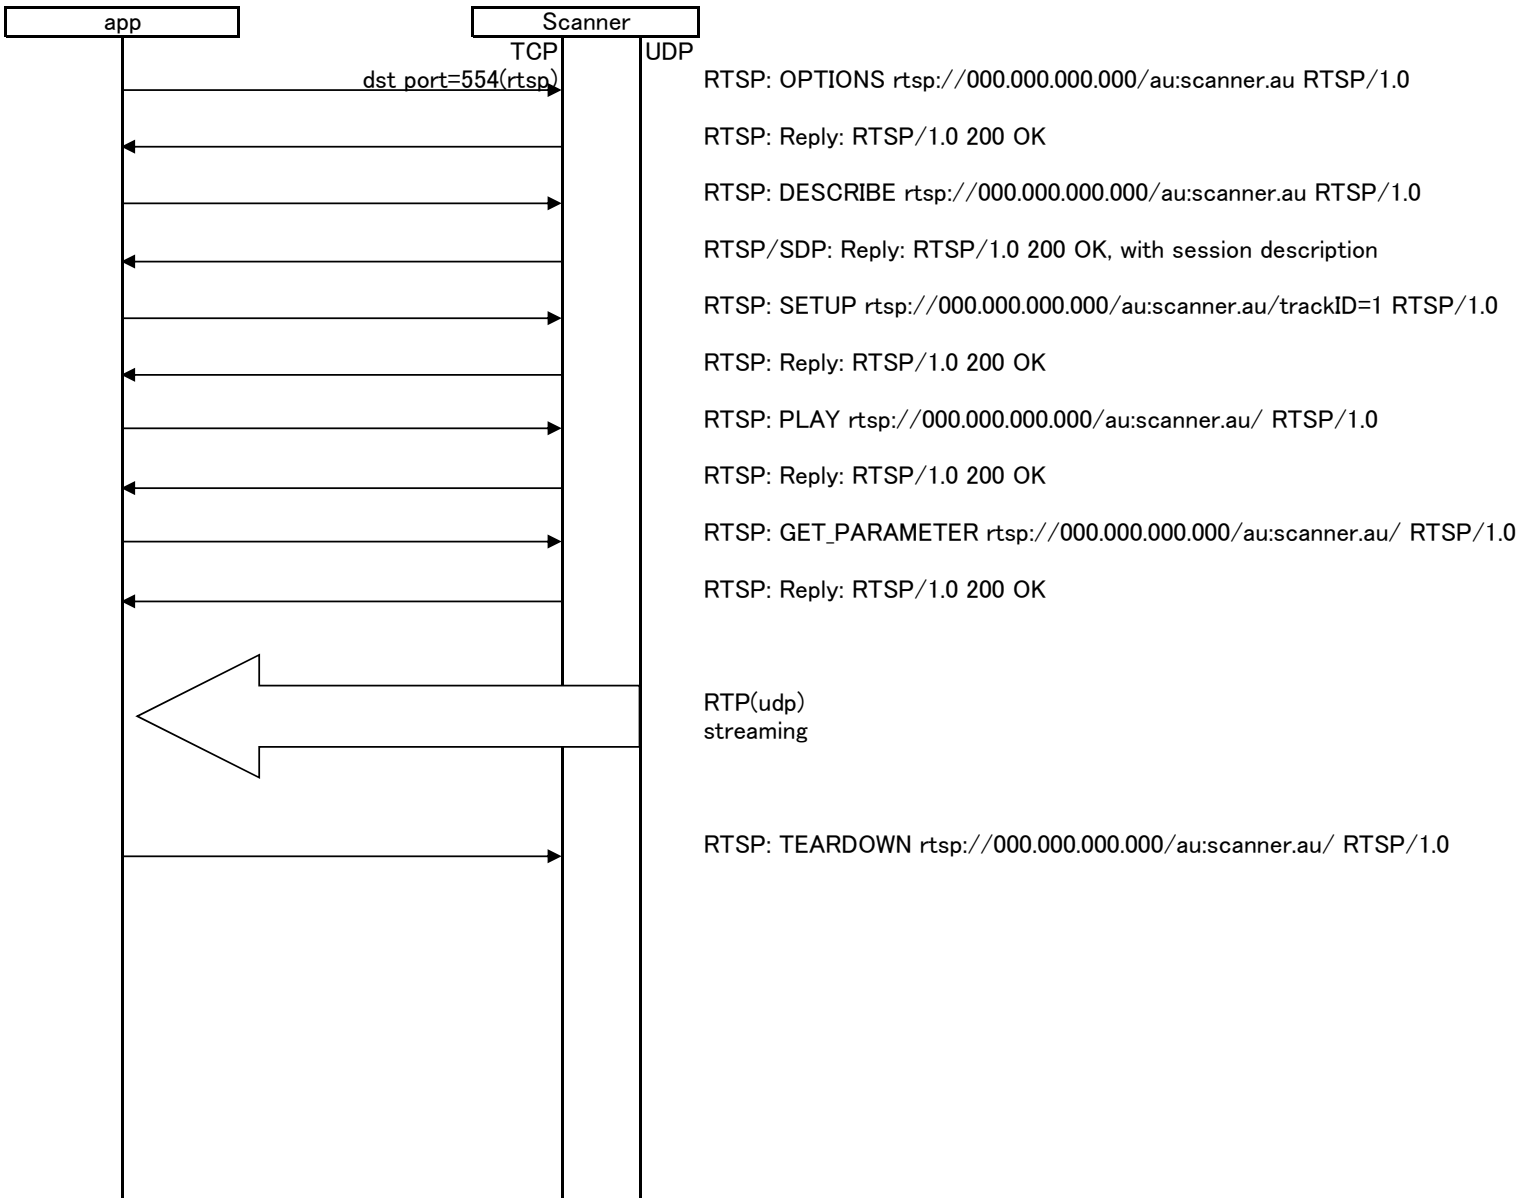 app
Scanner
TCP
UDP
dst port=554(rtsp)
RTSP: OPTIONS rtsp://000.000.000.000/au:scanner.au RTSP/1.0
RTSP: Reply: RTSP/1.0 200 OK
RTSP: DESCRIBE rtsp://000.000.000.000/au:scanner.au RTSP/1.0
RTSP/SDP: Reply: RTSP/1.0 200 OK, with session description
RTSP: SETUP rtsp://000.000.000.000/au:scanner.au/trackID=1 RTSP/1.0
RTSP: Reply: RTSP/1.0 200 OK
RTSP: PLAY rtsp://000.000.000.000/au:scanner.au/ RTSP/1.0
RTSP: Reply: RTSP/1.0 200 OK
RTSP: GET_PARAMETER rtsp://000.000.000.000/au:scanner.au/ RTSP/1.0
RTSP: Reply: RTSP/1.0 200 OK
RTP(udp)
streaming
RTSP: TEARDOWN rtsp://000.000.000.000/au:scanner.au/ RTSP/1.0